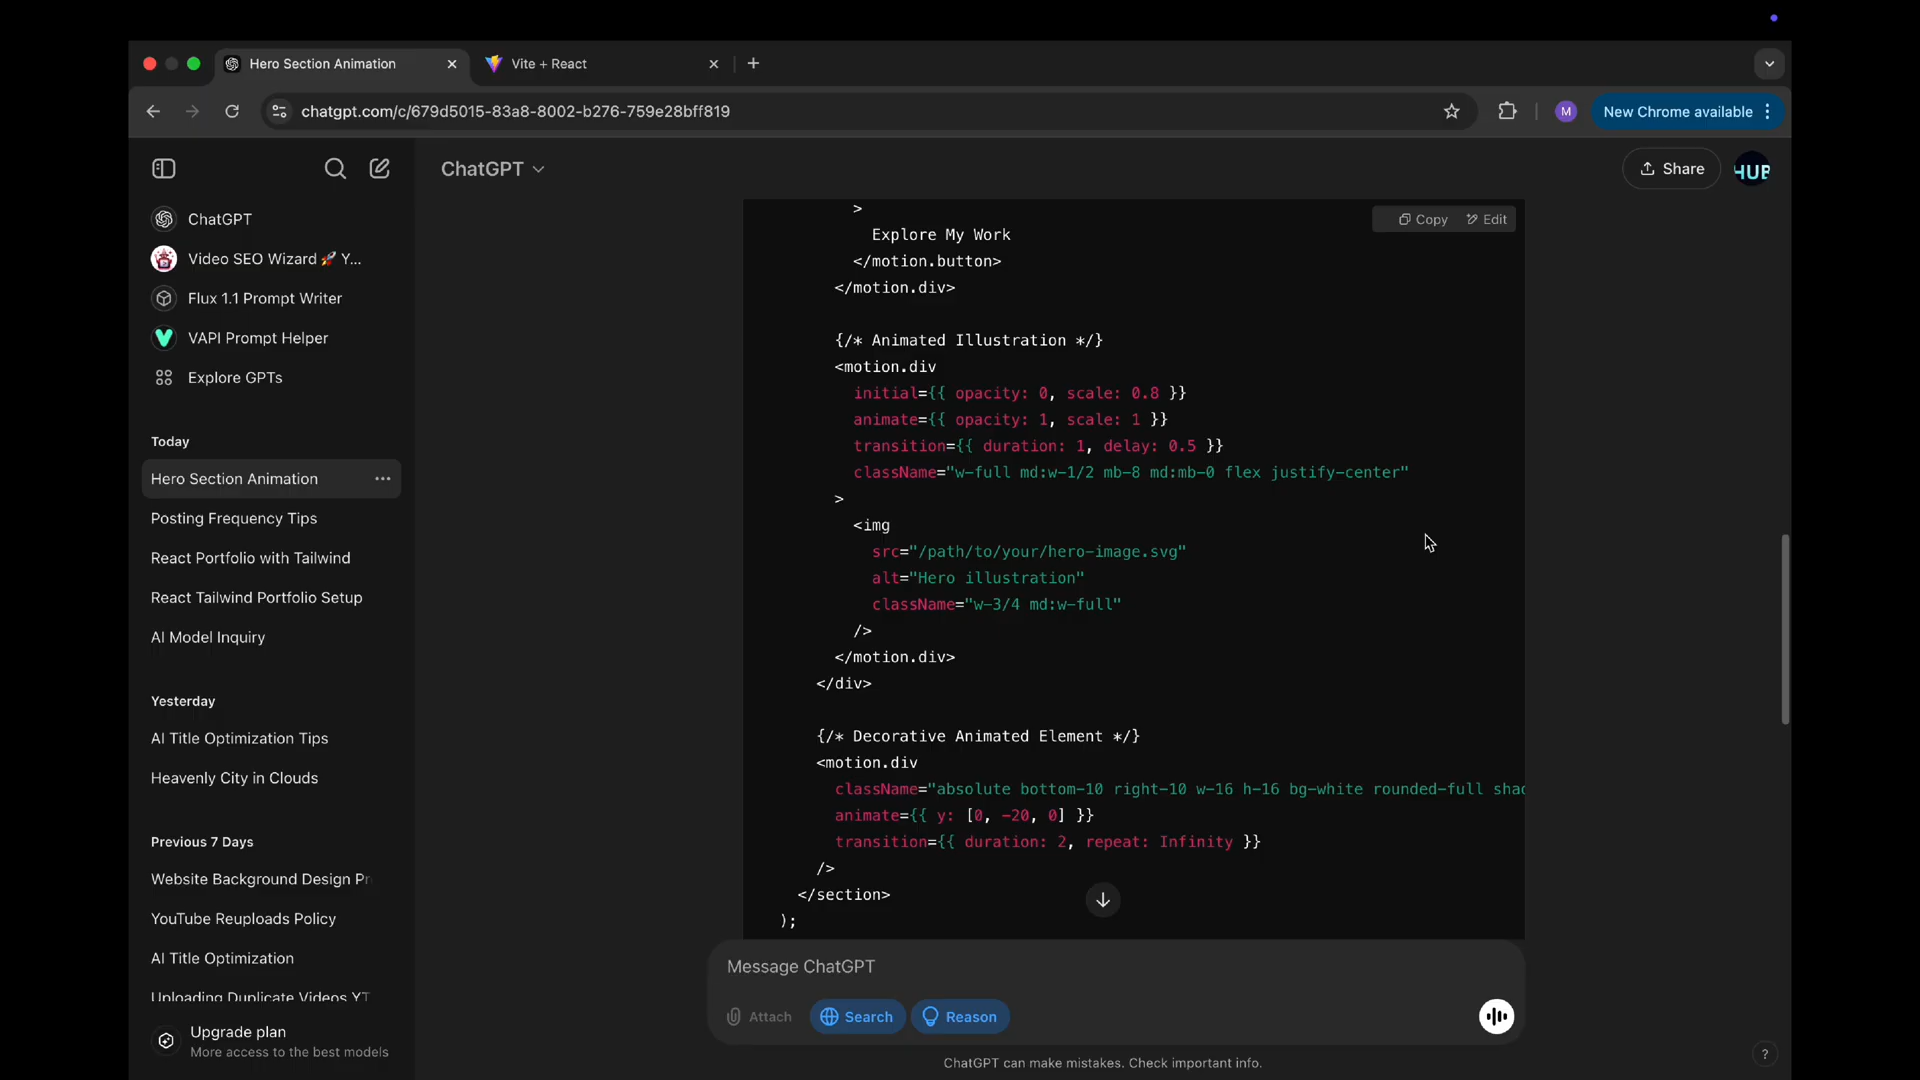 Hero Section Animation
Vite + React
chatgpt.com/c/679d5015-83a8-8002-b276-759e28bff819
M
New Chrome available
ChatGPT
Share
HUB
ChatGPT
Video SEO Wizard 🚀 Y...
Flux 1.1 Prompt Writer
VAPI Prompt Helper
Explore GPTs
Today
Hero Section Animation
Posting Frequency Tips
React Portfolio with Tailwind
React Tailwind Portfolio Setup
AI Model Inquiry
Yesterday
AI Title Optimization Tips
Heavenly City in Clouds
Previous 7 Days
Website Background Design Pr
YouTube Reuploads Policy
AI Title Optimization
Uploading Duplicate Videos YT
Upgrade plan
More access to the best models
Copy
Edit
>
Explore My Work
</motion.button>
</motion.div>
{/* Animated Illustration */}
<motion.div
initial={{ opacity: 0, scale: 0.8 }}
animate={{ opacity: 1, scale: 1 }}
transition={{ duration: 1, delay: 0.5 }}
className="w-full md:w-1/2 mb-8 md:mb-0 flex justify-center"
>
<img
src="/path/to/your/hero-image.svg"
alt="Hero illustration"
className="w-3/4 md:w-full"
/>
</motion.div>
</div>
{/* Decorative Animated Element */}
<motion.div
className="absolute bottom-10 right-10 w-16 h-16 bg-white rounded-full shad
animate={{ y: [0, -20, 0] }}
transition={{ duration: 2, repeat: Infinity }}
/>
</section>
);
Message ChatGPT
Attach
Search
Reason
ChatGPT can make mistakes. Check important info.
?